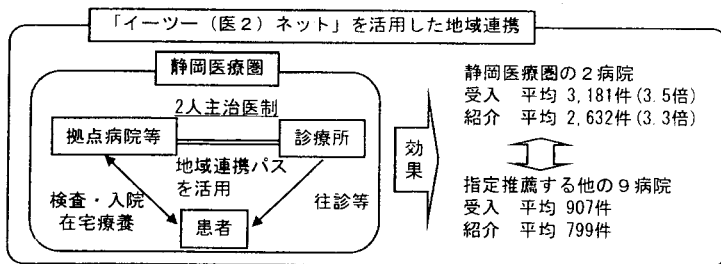 「イーツー（医２）ネット」を活用した地域連携
静岡医療圏
2人主治医制
拠点病院等
診療所
地域連携パス
を活用
検査・入院
在宅療養
往診等
患者
効果
静岡医療圏の２病院
受入　平均 3,181件(3.5倍)
紹介　平均 2,632件(3.3倍)
指定推薦する他の９病院
受入　平均 907件
紹介　平均 799件